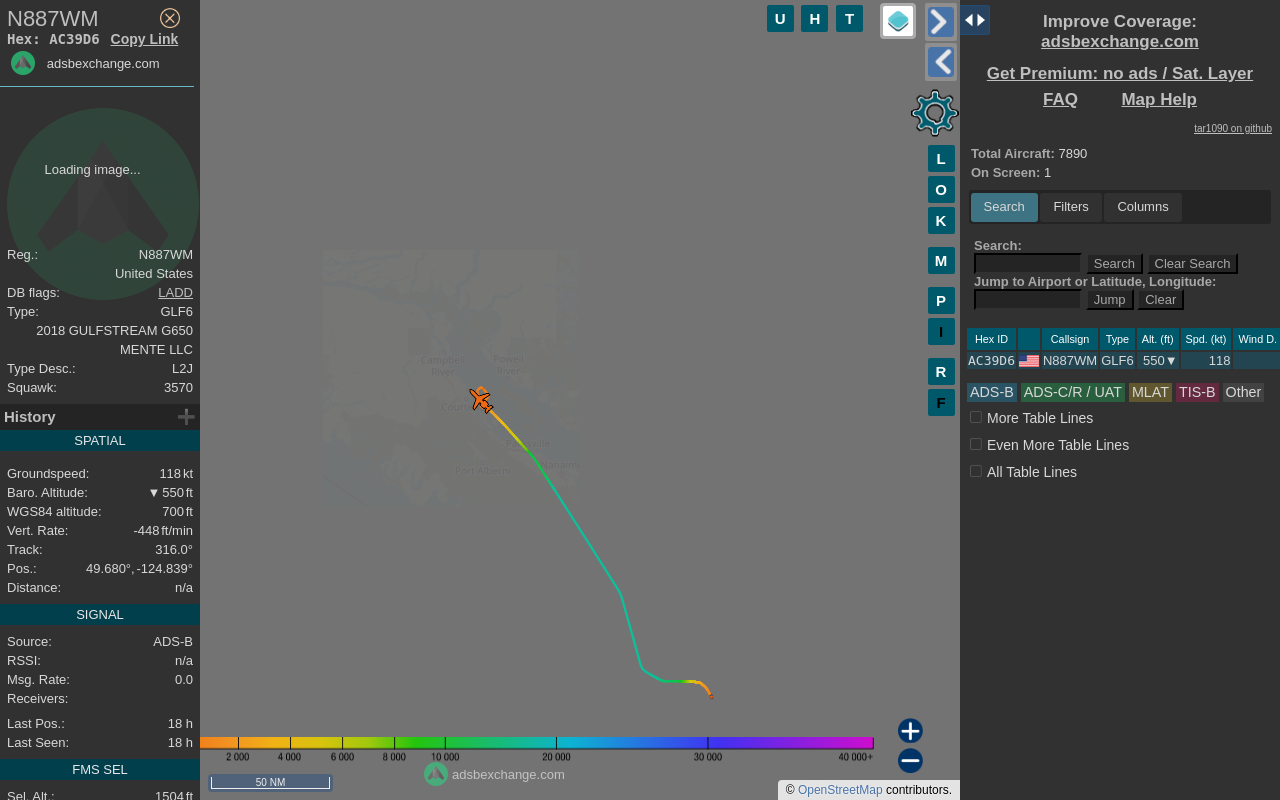 N887WM
Hex: AC39D6 Copy Link
adsbexchange.com
Loading image...
Reg.: N887WM
United States
DB flags: LADD
Type: GLF6
2018 GULFSTREAM G650
MENTE LLC
Type Desc.: L2J
Squawk: 3570
History
SPATIAL
Groundspeed: 118 kt
Baro. Altitude: ▼ 550 ft
WGS84 altitude: 700 ft
Vert. Rate: -448 ft/min
Track: 316.0°
Pos.: 49.680°, -124.839°
Distance: n/a
SIGNAL
Source: ADS-B
RSSI: n/a
Msg. Rate: 0.0
Receivers:
Last Pos.: 18 h
Last Seen: 18 h
FMS SEL
Sel. Alt.: 1504 ft
U H T
L
O
K
M
P
I
R
F
Campbell
River
Powell
River
Port Alberni
2 000 4 000 6 000 8 000 10 000 20 000 30 000 40 000+
adsbexchange.com
50 NM
© OpenStreetMap contributors.
Improve Coverage:
adsbexchange.com
Get Premium: no ads / Sat. Layer
FAQ Map Help
tar1090 on github
Total Aircraft: 7890
On Screen: 1
Search Filters Columns
Search:
Search Clear Search
Jump to Airport or Latitude, Longitude:
Jump Clear
Hex ID Callsign Type Alt. (ft) Spd. (kt) Wind D.
AC39D6 N887WM GLF6 550▼ 118
ADS-B ADS-C/R / UAT MLAT TIS-B Other
More Table Lines
Even More Table Lines
All Table Lines